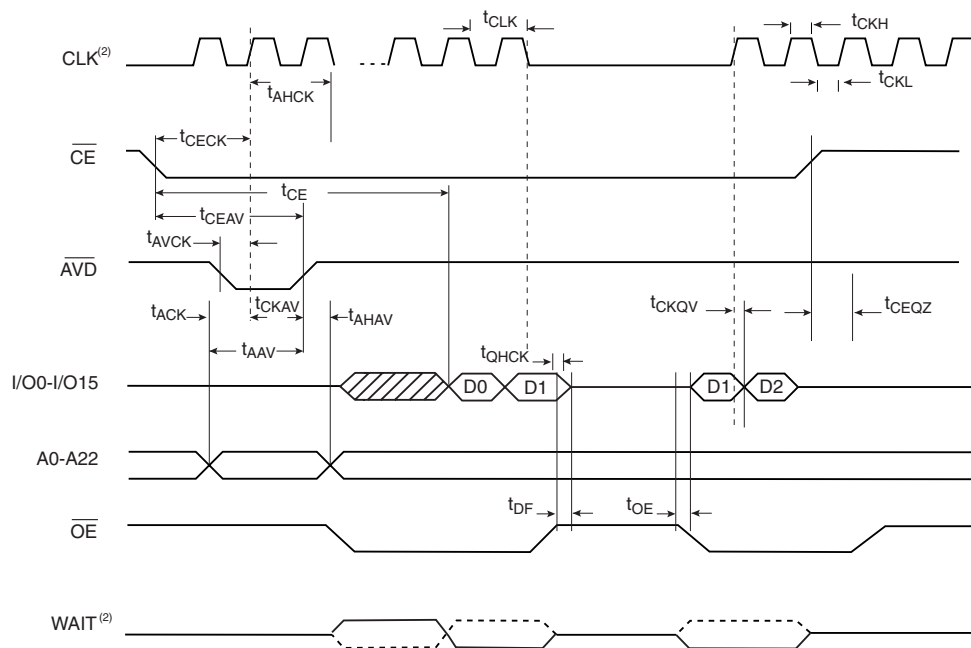 tCLK
tCKH
CLK(2)
tCKL
tAHCK
tCECK
CE
tCE
tCEAV
tAVCK
AVD
tACK
tCKAV
tAHAV
tCKQV
tCEQZ
tAAV
tQHCK
I/O0-I/O15
D0
D1
D1
D2
A0-A22
tDF
tOE
OE
WAIT(2)